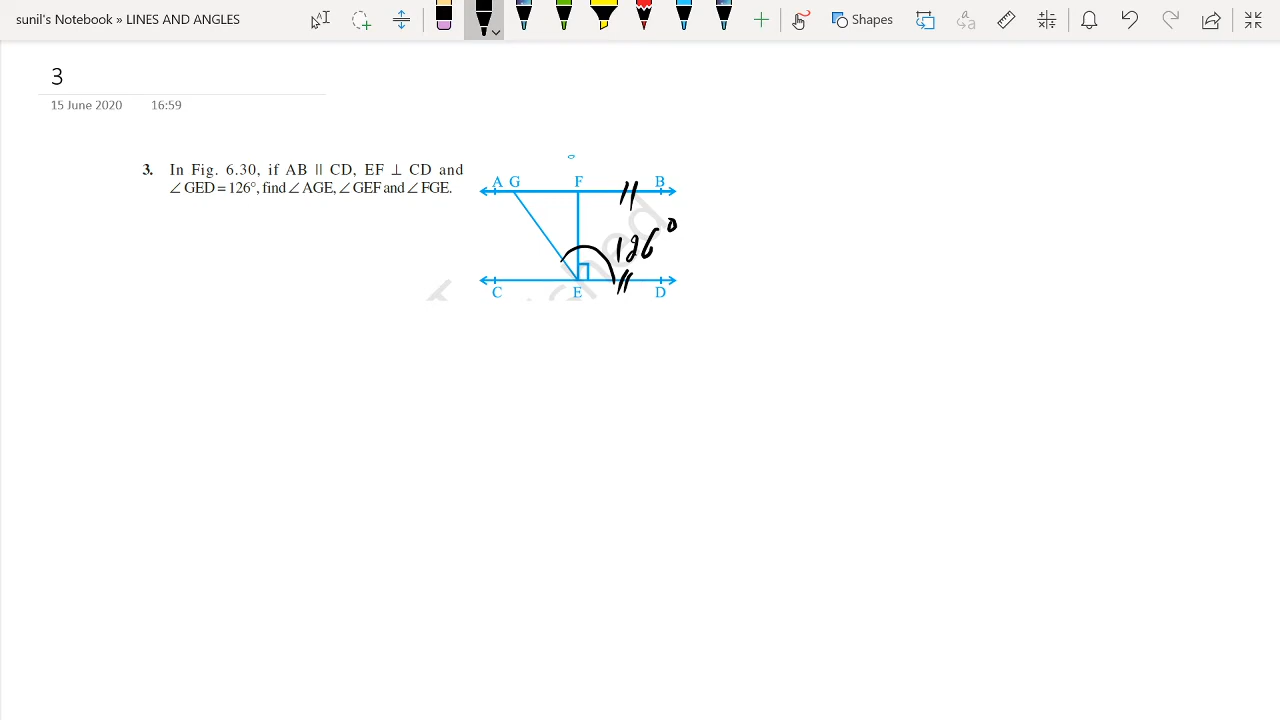 sunil's Notebook » LINES AND ANGLES
Shapes
3
15 June 2020 16:59
3. In Fig. 6.30, if AB || CD, EF ⊥ CD and
∠ GED = 126°, find ∠ AGE, ∠ GEF and ∠ FGE.
A G F B
126°
C E D